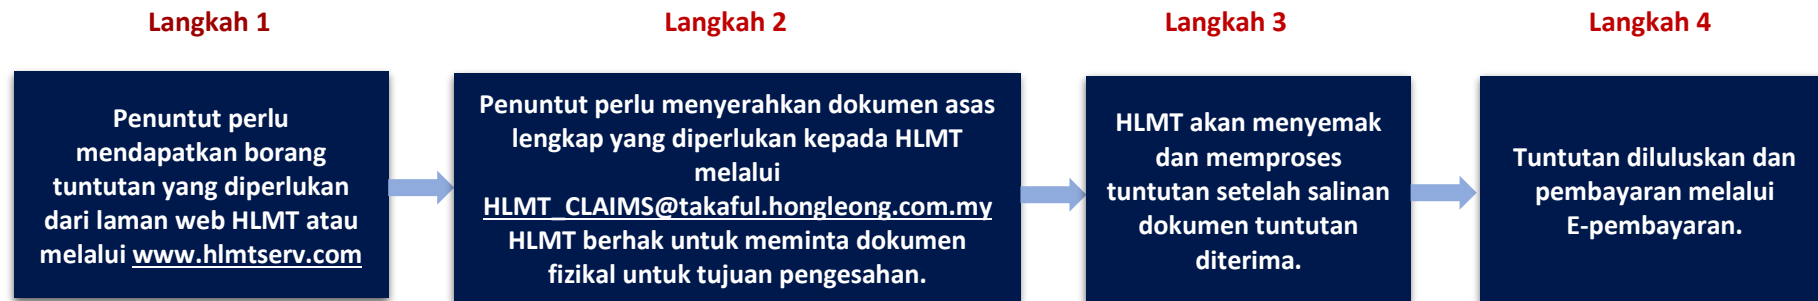 Langkah 1
Penuntut perlu
mendapatkan borang
tuntutan yang diperlukan
dari laman web HLMT atau
melalui www.hlmtserv.com
Langkah 2
Penuntut perlu menyerahkan dokumen asas
lengkap yang diperlukan kepada HLMT
melalui
HLMT_CLAIMS@takaful.hongleong.com.my
HLMT berhak untuk meminta dokumen
fizikal untuk tujuan pengesahan.
Langkah 3
HLMT akan menyemak
dan memproses
tuntutan setelah salinan
dokumen tuntutan
diterima.
Langkah 4
Tuntutan diluluskan dan
pembayaran melalui
E-pembayaran.